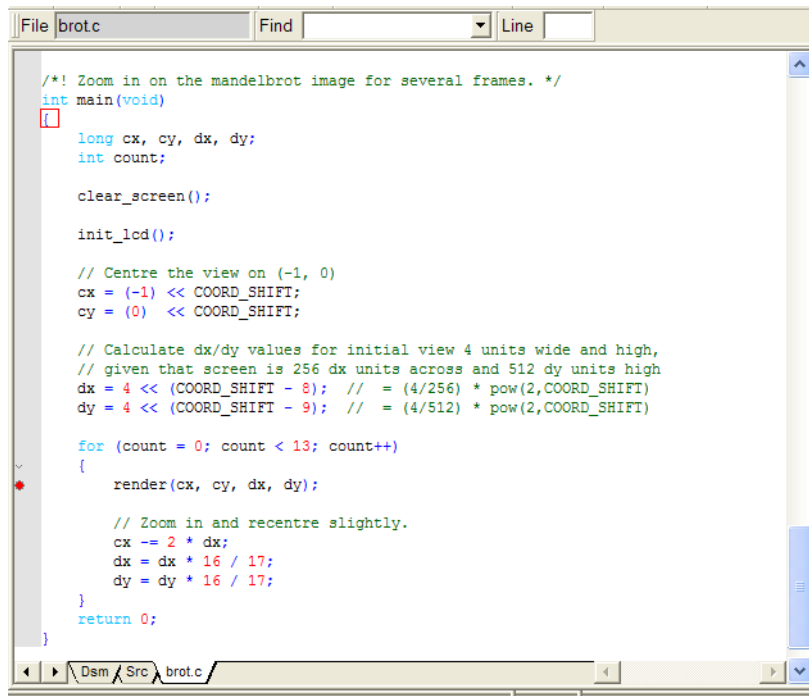 File brot.c Find Line
/*! Zoom in on the mandelbrot image for several frames. */
int main(void)
{
    long cx, cy, dx, dy;
    int count;
    clear_screen();
    init_lcd();
    // Centre the view on (-1, 0)
    cx = (-1) << COORD_SHIFT;
    cy = (0)  << COORD_SHIFT;
    // Calculate dx/dy values for initial view 4 units wide and high,
    // given that screen is 256 dx units across and 512 dy units high
    dx = 4 << (COORD_SHIFT - 8);  //  = (4/256) * pow(2,COORD_SHIFT)
    dy = 4 << (COORD_SHIFT - 9);  //  = (4/512) * pow(2,COORD_SHIFT)
    for (count = 0; count < 13; count++)
    {
        render(cx, cy, dx, dy);
        // Zoom in and recentre slightly.
        cx -= 2 * dx;
        dx = dx * 16 / 17;
        dy = dy * 16 / 17;
    }
    return 0;
}
Dsm Src brot.c